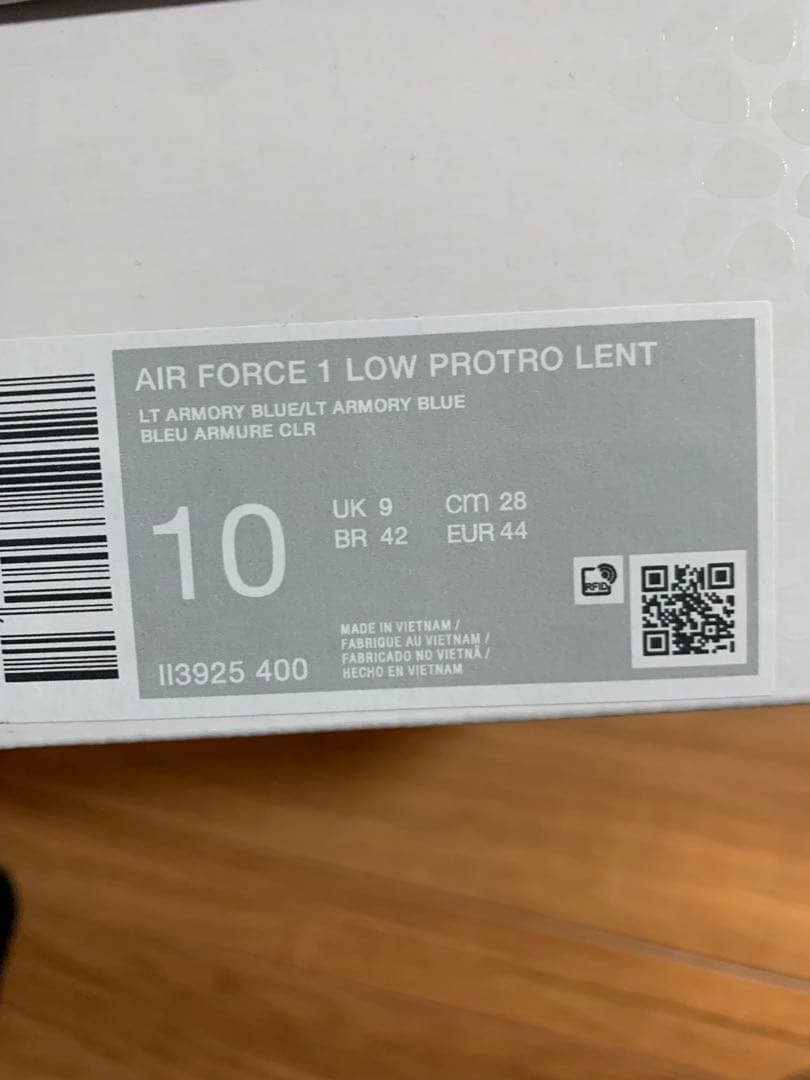 AIR FORCE 1 LOW PROTRO LENT
LT ARMORY BLUE/LT ARMORY BLUE
BLEU ARMURE CLR
10
UK 9 cm 28
BR 42 EUR 44
RFID
MADE IN VIETNAM /
FABRIQUE AU VIETNAM /
FABRICADO NO VIETNÃ /
HECHO EN VIETNAM
II3925 400